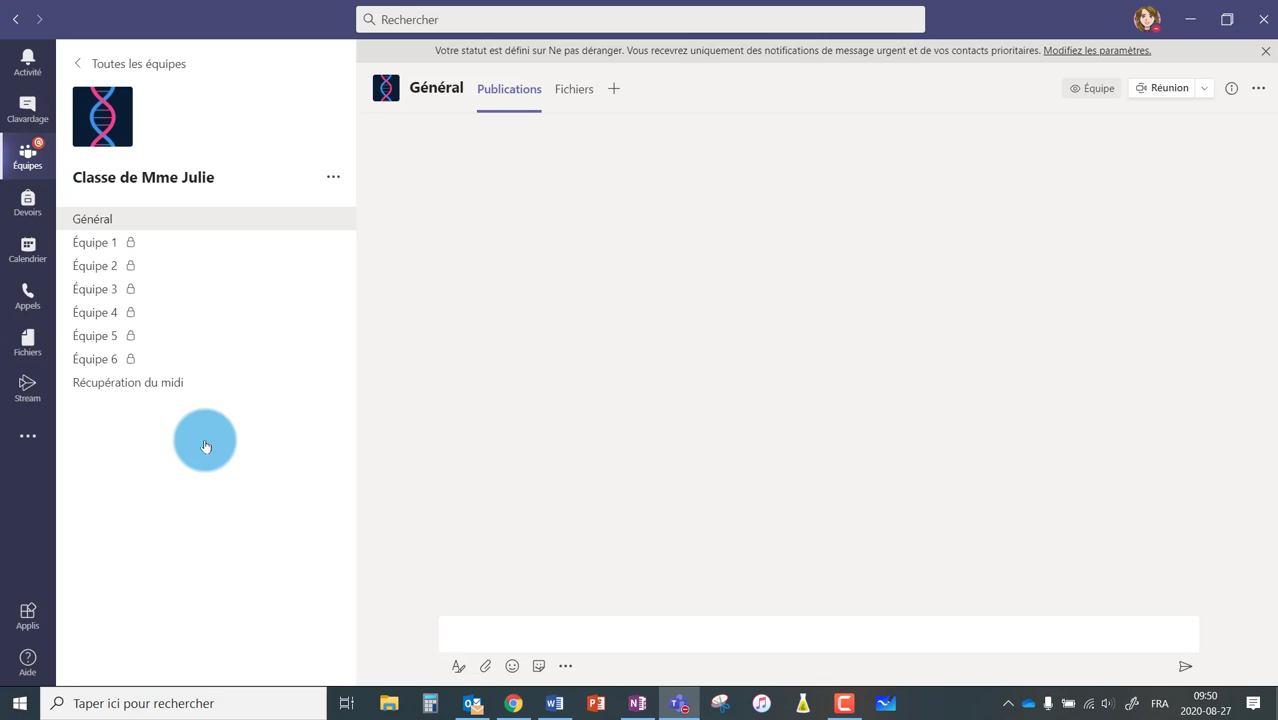 Rechercher
Votre statut est défini sur Ne pas déranger. Vous recevrez uniquement des notifications de message urgent et de vos contacts prioritaires. Modifiez les paramètres.
Activité
Clavardage
Équipes
Devoirs
Calendrier
Appels
Fichiers
Stream
Applis
Aide
Toutes les équipes
Classe de Mme Julie
Général
Équipe 1
Équipe 2
Équipe 3
Équipe 4
Équipe 5
Équipe 6
Récupération du midi
Général Publications Fichiers
Équipe Réunion
Taper ici pour rechercher
FRA
09:50
2020-08-27